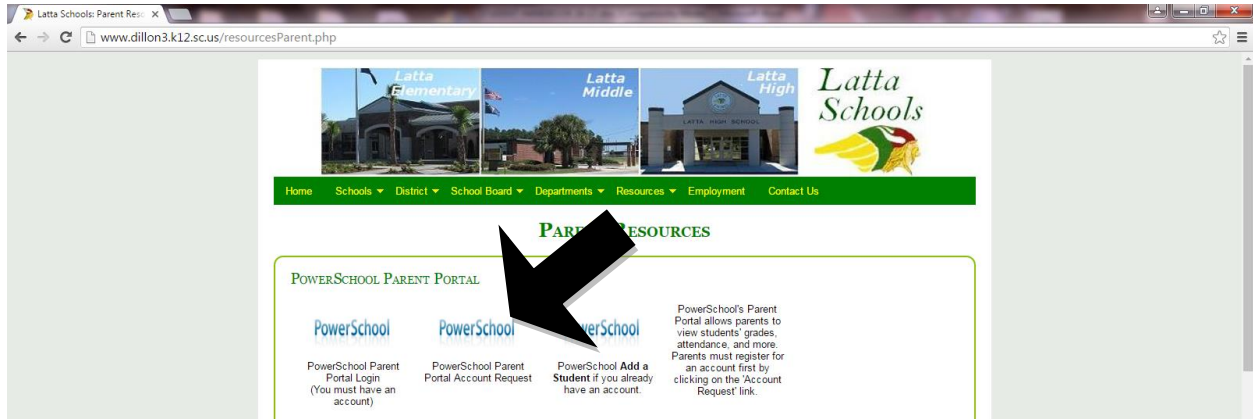 Latta Schools: Parent Res
www.dillon3.k12.sc.us/resourcesParent.php
Latta
Elementary
Latta
Middle
Latta
High
LATTA HIGH SCHOOL
Latta
Schools
Home Schools District School Board Departments Resources Employment Contact Us
POWERSCHOOL PARENT PORTAL
PowerSchool
PowerSchool Parent
Portal Login
(You must have an
account)
PowerSchool
PowerSchool Parent
Portal Account Request
PowerSchool Add a
Student if you already
have an account.
PowerSchool's Parent
Portal allows parents to
view students' grades,
attendance, and more.
Parents must register for
an account first by
clicking on the 'Account
Request' link.